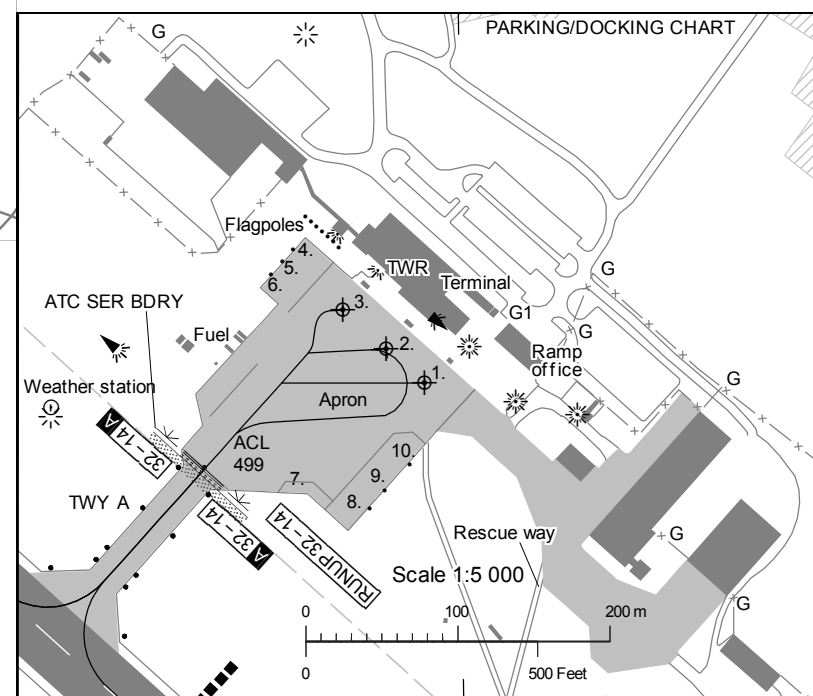 PARKING/DOCKING CHART
G
Flagpoles
4.
5.
6.
TWR
Terminal
G
ATC SER BDRY
3.
G1
G
Fuel
2.
Ramp
office
Weather station
1.
G
Apron
A 32-14
ACL
499
10.
9.
7.
8.
TWY A
32-14 A
RUNUP 32-14
Rescue way
G
Scale 1:5 000
G
0 100 200 m
0 500 Feet